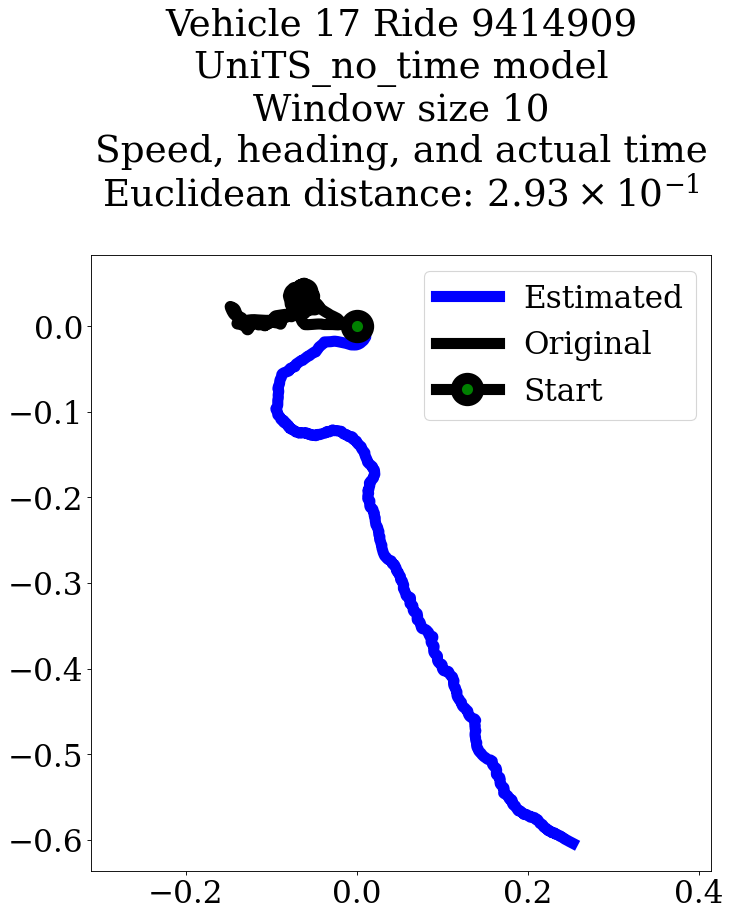 Vehicle 17 Ride 9414909
UniTS_no_time model
Window size 10
Speed, heading, and actual time
Euclidean distance: 2.93 × 10⁻¹
Estimated
Original
Start
0.0
−0.1
−0.2
−0.3
−0.4
−0.5
−0.6
−0.2 0.0 0.2 0.4